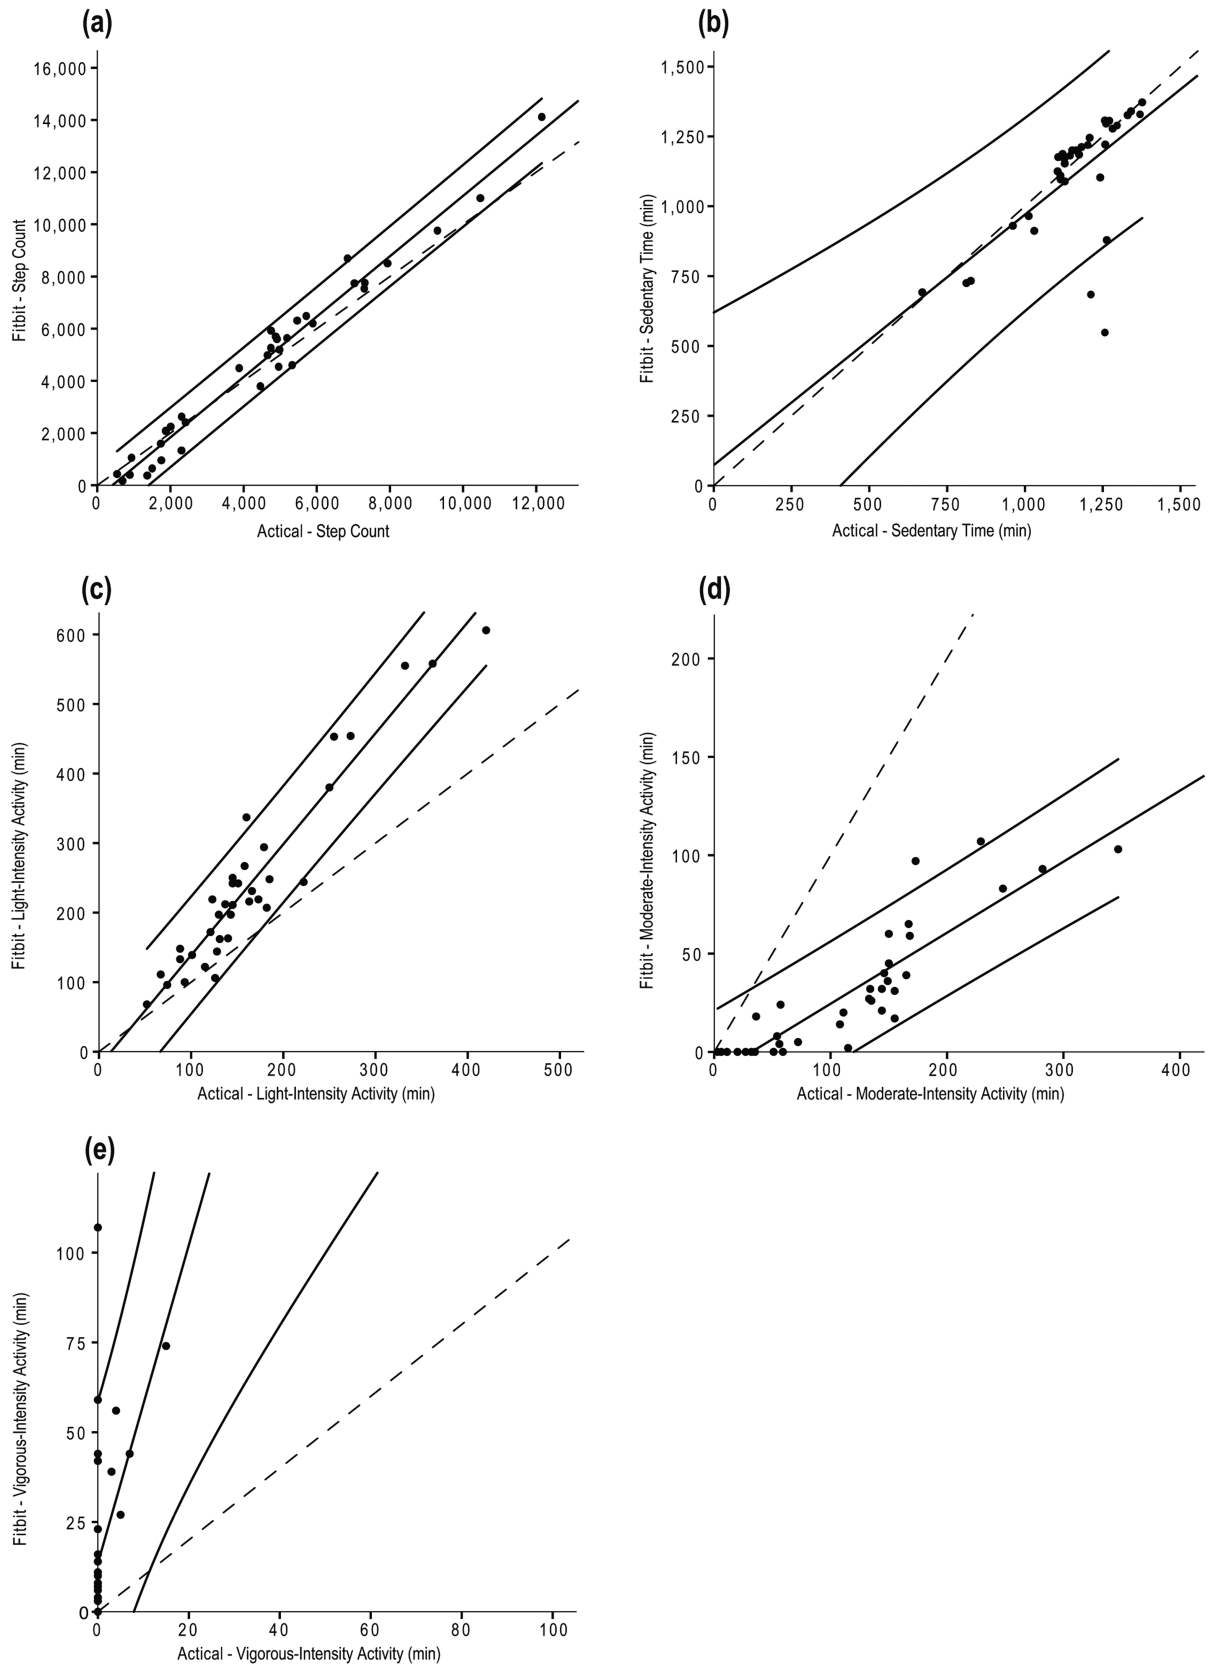 (a)
16,000
14,000
12,000
10,000
8,000
6,000
4,000
2,000
0
Fitbit - Step Count
0 2,000 4,000 6,000 8,000 10,000 12,000
Actical - Step Count
(b)
1,500
1,250
1,000
750
500
250
0
Fitbit - Sedentary Time (min)
0 250 500 750 1,000 1,250 1,500
Actical - Sedentary Time (min)
(c)
600
500
400
300
200
100
0
Fitbit - Light-Intensity Activity (min)
0 100 200 300 400 500
Actical - Light-Intensity Activity (min)
(d)
200
150
100
50
0
Fitbit - Moderate-Intensity Activity (min)
0 100 200 300 400
Actical - Moderate-Intensity Activity (min)
(e)
100
75
50
25
0
Fitbit - Vigorous-Intensity Activity (min)
0 20 40 60 80 100
Actical - Vigorous-Intensity Activity (min)